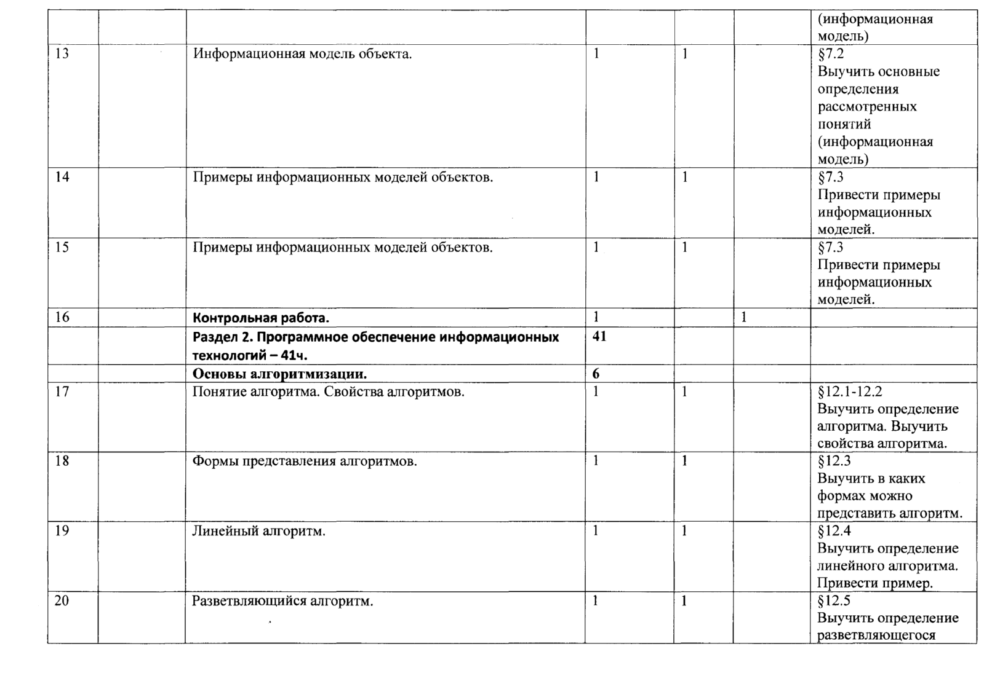 (информационная
модель)
13 Информационная модель объекта. 1 1 §7.2
Выучить основные
определения
рассмотренных
понятий
(информационная
модель)
14 Примеры информационных моделей объектов. 1 1 §7.3
Привести примеры
информационных
моделей.
15 Примеры информационных моделей объектов. 1 1 §7.3
Привести примеры
информационных
моделей.
16 Контрольная работа. 1 1
Раздел 2. Программное обеспечение информационных 41
технологий – 41ч.
Основы алгоритмизации. 6
17 Понятие алгоритма. Свойства алгоритмов. 1 1 §12.1-12.2
Выучить определение
алгоритма. Выучить
свойства алгоритма.
18 Формы представления алгоритмов. 1 1 §12.3
Выучить в каких
формах можно
представить алгоритм.
19 Линейный алгоритм. 1 1 §12.4
Выучить определение
линейного алгоритма.
Привести пример.
20 Разветвляющийся алгоритм. 1 1 §12.5
Выучить определение
разветвляющегося